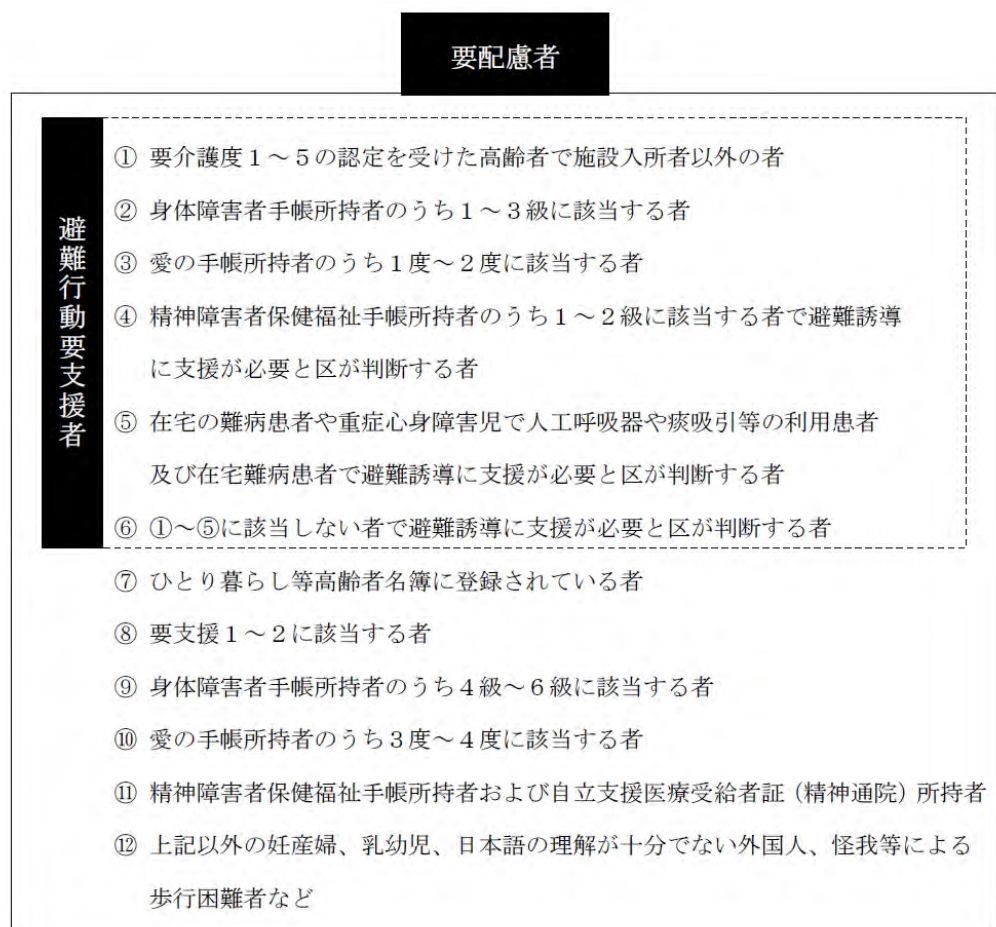 要配慮者
避難行動要支援者
① 要介護度１～５の認定を受けた高齢者で施設入所者以外の者
② 身体障害者手帳所持者のうち１～３級に該当する者
③ 愛の手帳所持者のうち１度～２度に該当する者
④ 精神障害者保健福祉手帳所持者のうち１～２級に該当する者で避難誘導
に支援が必要と区が判断する者
⑤ 在宅の難病患者や重症心身障害児で人工呼吸器や痰吸引等の利用患者
及び在宅難病患者で避難誘導に支援が必要と区が判断する者
⑥ ①～⑤に該当しない者で避難誘導に支援が必要と区が判断する者
⑦ ひとり暮らし等高齢者名簿に登録されている者
⑧ 要支援１～２に該当する者
⑨ 身体障害者手帳所持者のうち４級～６級に該当する者
⑩ 愛の手帳所持者のうち３度～４度に該当する者
⑪ 精神障害者保健福祉手帳所持者および自立支援医療受給者証（精神通院）所持者
⑫ 上記以外の妊産婦、乳幼児、日本語の理解が十分でない外国人、怪我等による
歩行困難者など